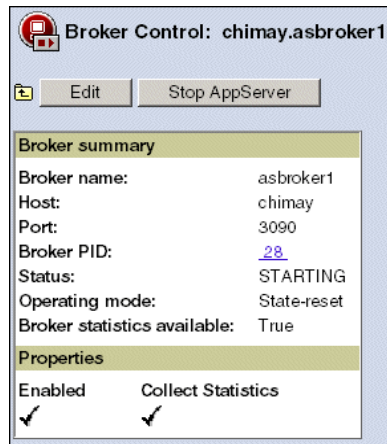 Broker Control: chimay.asbroker1
Edit Stop AppServer
Broker summary
Broker name: asbroker1
Host: chimay
Port: 3090
Broker PID: 28
Status: STARTING
Operating mode: State-reset
Broker statistics available: True
Properties
Enabled Collect Statistics